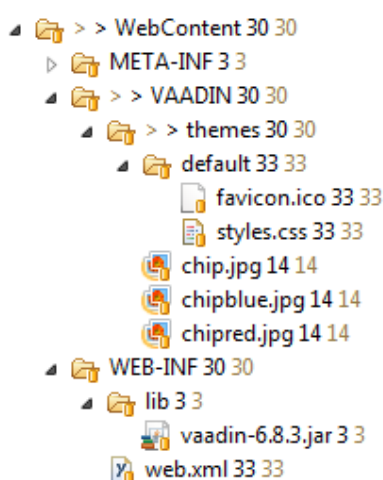 > > WebContent 30 30
META-INF 3 3
> > VAADIN 30 30
> > themes 30 30
default 33 33
favicon.ico 33 33
styles.css 33 33
chip.jpg 14 14
chipblue.jpg 14 14
chipred.jpg 14 14
WEB-INF 30 30
lib 3 3
vaadin-6.8.3.jar 3 3
web.xml 33 33